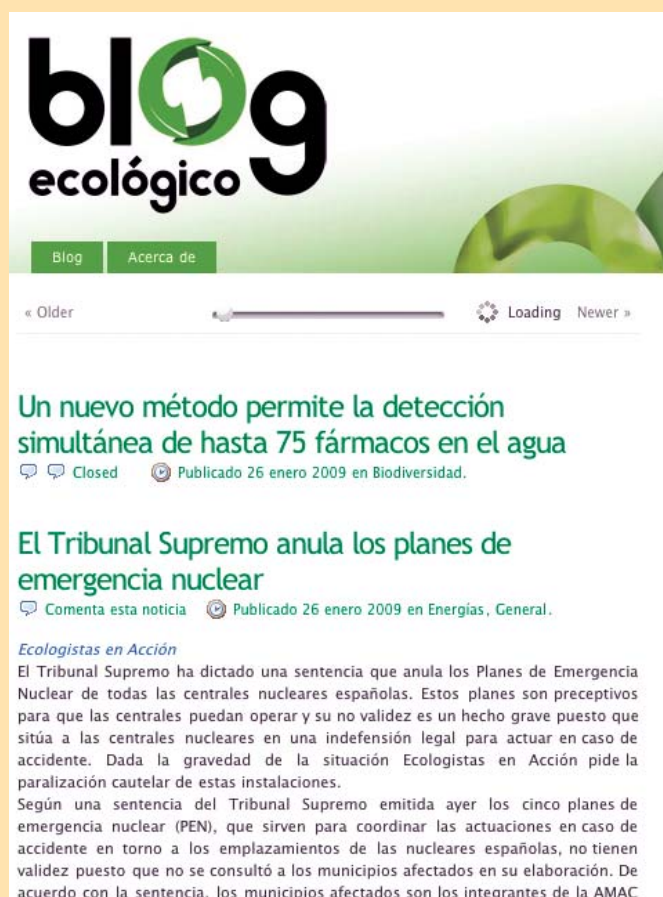 blog
ecológico
Blog Acerca de
« Older Loading Newer »
Un nuevo método permite la detección
simultánea de hasta 75 fármacos en el agua
Closed Publicado 26 enero 2009 en Biodiversidad.
El Tribunal Supremo anula los planes de
emergencia nuclear
Comenta esta noticia Publicado 26 enero 2009 en Energías, General.
Ecologistas en Acción
El Tribunal Supremo ha dictado una sentencia que anula los Planes de Emergencia
Nuclear de todas las centrales nucleares españolas. Estos planes son preceptivos
para que las centrales puedan operar y su no validez es un hecho grave puesto que
sitúa a las centrales nucleares en una indefensión legal para actuar en caso de
accidente. Dada la gravedad de la situación Ecologistas en Acción pide la
paralización cautelar de estas instalaciones.
Según una sentencia del Tribunal Supremo emitida ayer los cinco planes de
emergencia nuclear (PEN), que sirven para coordinar las actuaciones en caso de
accidente en torno a los emplazamientos de las nucleares españolas, no tienen
validez puesto que no se consultó a los municipios afectados en su elaboración. De
acuerdo con la sentencia, los municipios afectados son los integrantes de la AMAC